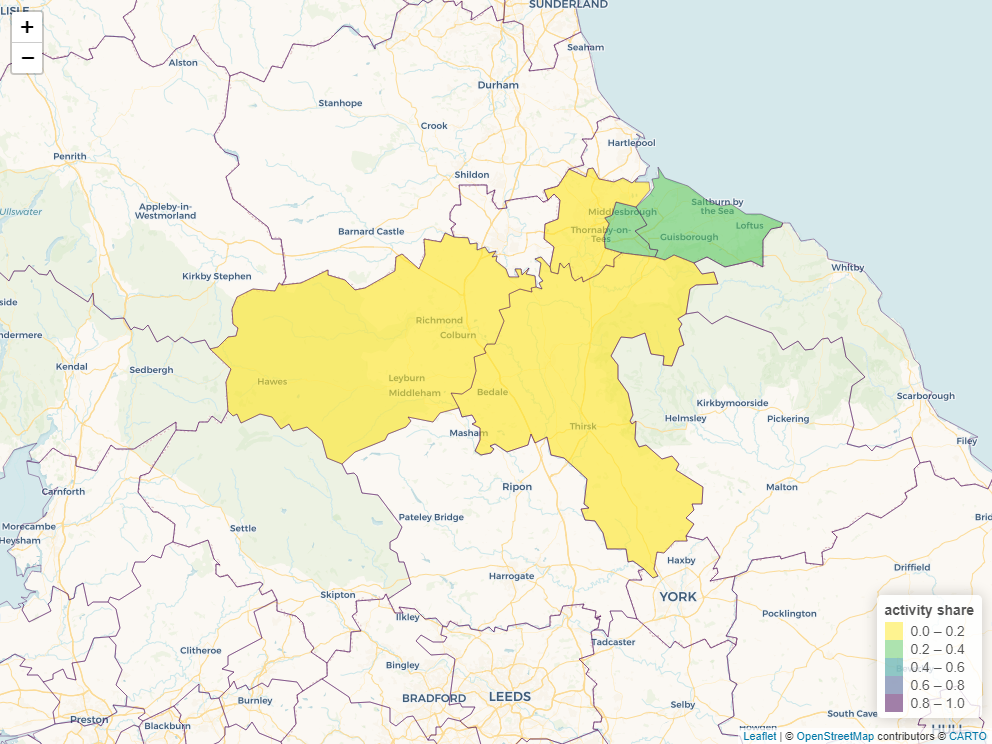 LISLE
SUNDERLAND
+
−
Seaham
Alston
Durham
Stanhope
Crook
Hartlepool
Penrith
Shildon
Ullswater
Appleby-in-
Westmorland
Middlesbrough
Saltburn by
the Sea
Barnard Castle
Thornaby-on-
Tees
Guisborough
Loftus
Kirkby Stephen
Whitby
side
Richmond
Colburn
ndermere
Kendal
Sedbergh
Hawes
Leyburn
Middleham
Bedale
Scarborough
Kirkbymoorside
Helmsley
Pickering
Masham
Thirsk
Filey
Carnforth
Ripon
Malton
Morecambe
Heysham
Settle
Pateley Bridge
Brid
Haxby
Harrogate
Driffield
Skipton
YORK
Ilkley
Pocklington
Tadcaster
Clitheroe
Bingley
BRADFORD
LEEDS
Burnley
Selby
Preston
Blackburn
South Cave
Howden
HULL
activity share
0.0 – 0.2
0.2 – 0.4
0.4 – 0.6
0.6 – 0.8
0.8 – 1.0
Leaflet | © OpenStreetMap contributors © CARTO